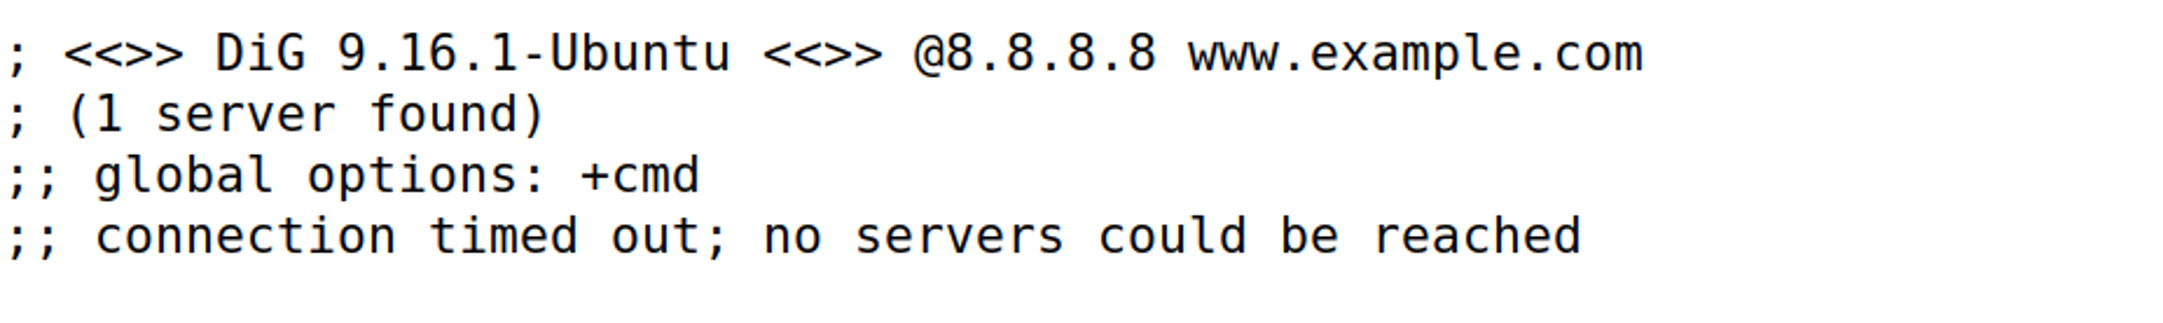 ; <<>> DiG 9.16.1-Ubuntu <<>> @8.8.8.8 www.example.com
; (1 server found)
;; global options: +cmd
;; connection timed out; no servers could be reached